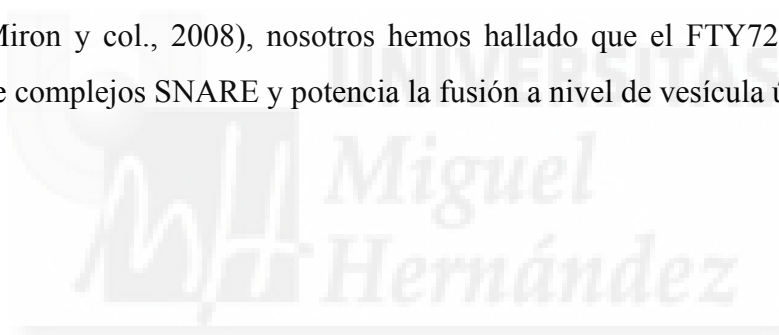 Miron y col., 2008), nosotros hemos hallado que el FTY72
UNIVERSITAS
complejos SNARE y potencia la fusión a nivel de vesícula
Miguel
Hernández